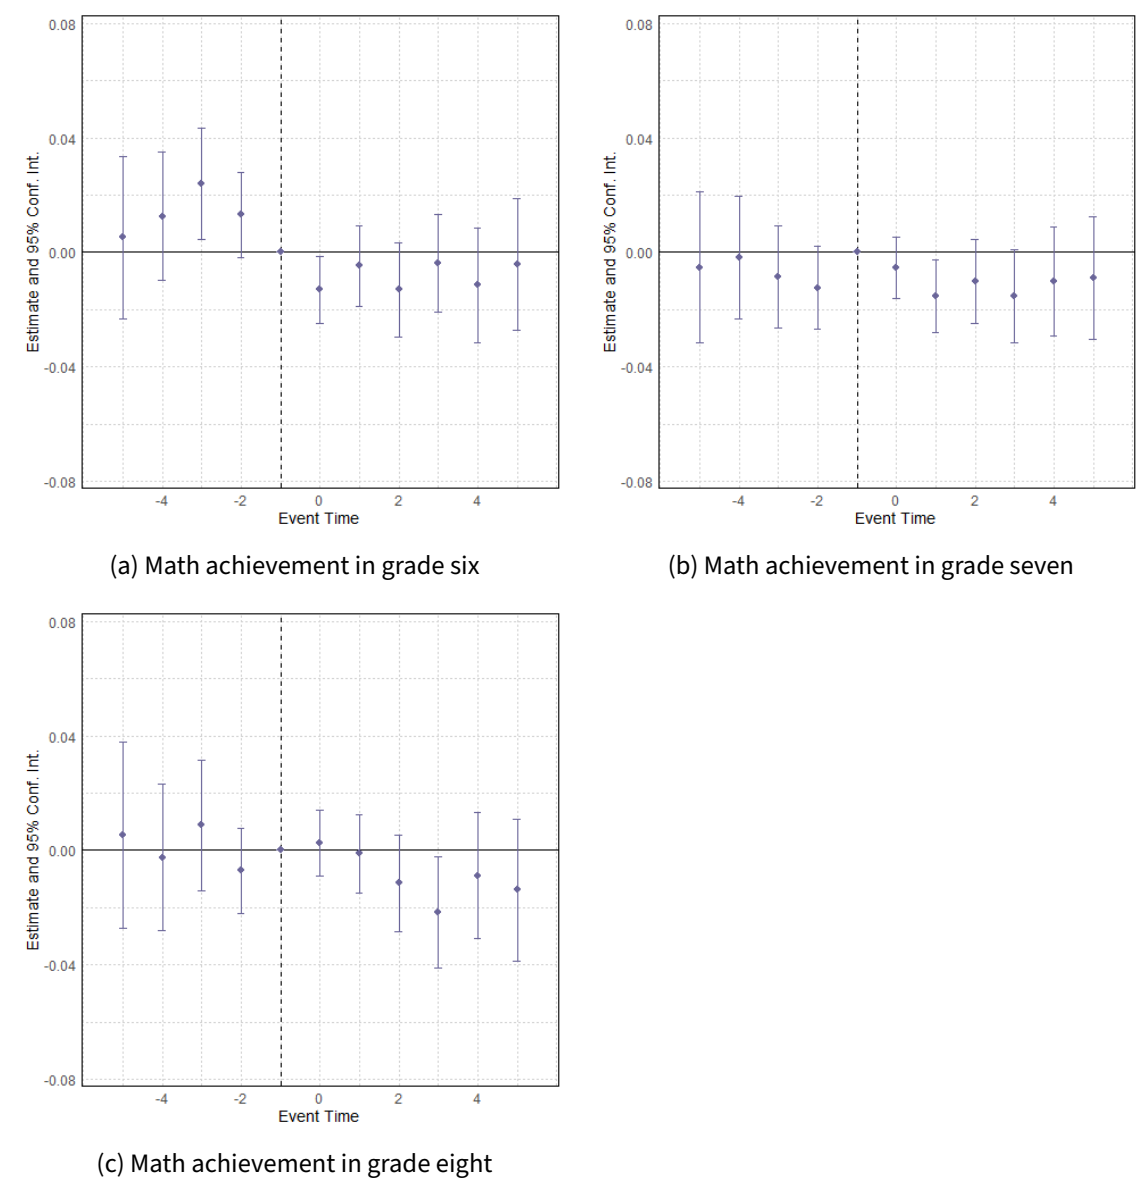 0.08
0.04
0.00
-0.04
-0.08
Estimate and 95% Conf. Int.
-4 -2 0 2 4
Event Time
(a) Math achievement in grade six
0.08
0.04
0.00
-0.04
-0.08
Estimate and 95% Conf. Int.
-4 -2 0 2 4
Event Time
(b) Math achievement in grade seven
0.08
0.04
0.00
-0.04
-0.08
Estimate and 95% Conf. Int.
-4 -2 0 2 4
Event Time
(c) Math achievement in grade eight